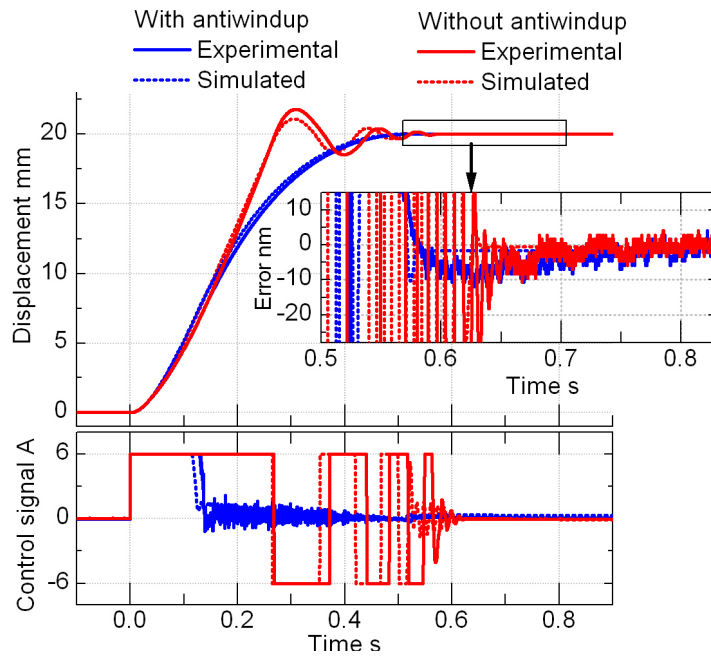 With antiwindup
Experimental
Simulated
Without antiwindup
Experimental
Simulated
Displacement mm
20
15
10
5
0
Error nm
10
0
-10
-20
0.5 0.6 0.7 0.8
Time s
Control signal A
6
0
-6
0.0 0.2 0.4 0.6 0.8
Time s